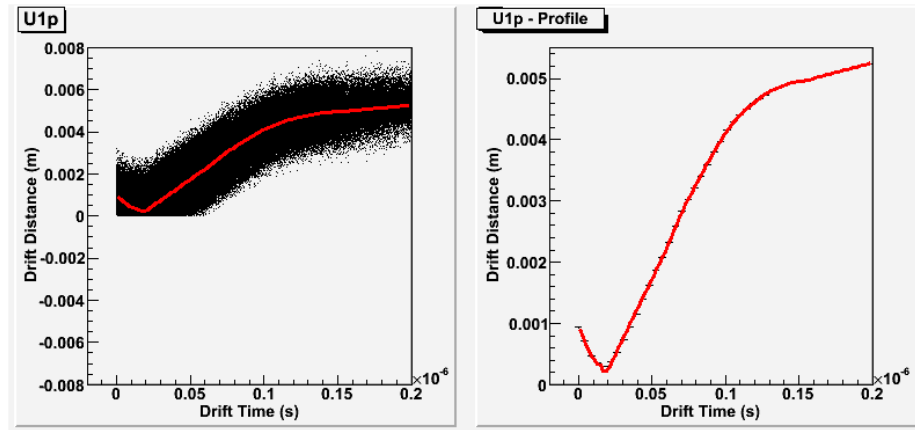 U1p
0.008
0.006
0.004
0.002
0
-0.002
-0.004
-0.006
-0.008
Drift Distance (m)
0 0.05 0.1 0.15 0.2
×10⁻⁶
Drift Time (s)
U1p - Profile
0.005
0.004
0.003
0.002
0.001
0
Drift Distance (m)
0 0.05 0.1 0.15 0.2
×10⁻⁶
Drift Time (s)